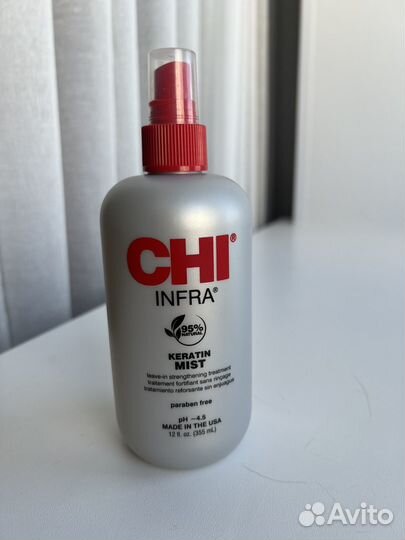 CHI®
INFRA®
95%
NATURAL
KERATIN
MIST
leave-in strengthening treatment
traitement fortifiant sans rinçage
tratamiento reforsante sin enjuague
paraben free
pH ~4.5
MADE IN THE USA
12 fl. oz. (355 mL)
Avito